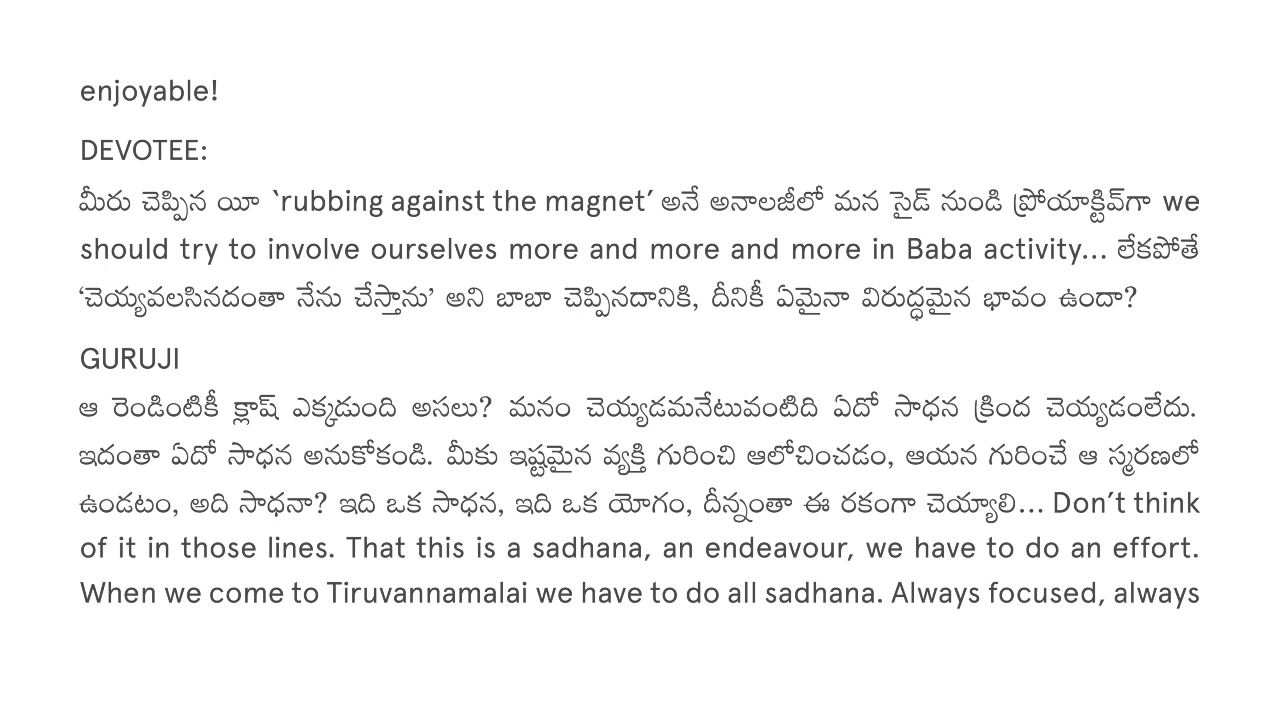 enjoyable!
DEVOTEE:
మీరు చెప్పిన యీ ‘rubbing against the magnet’ అనే అనాలజీలో మన సైడ్ నుండి ప్రోయాక్టివ్‌గా we
should try to involve ourselves more and more and more in Baba activity... లేకపోతే
‘చెయ్యవలసినదంతా నేను చేస్తాను’ అని బాబా చెప్పినదానికి, దీనికీ ఏమైనా విరుద్ధమైన భావం ఉందా?
GURUJI
ఆ రెండింటికీ క్లాష్ ఎక్కడుంది అసలు? మనం చెయ్యడమనేటువంటిది ఏదో సాధన క్రింద చెయ్యడంలేదు.
ఇదంతా ఏదో సాధన అనుకోకండి. మీకు ఇష్టమైన వ్యక్తి గురించి ఆలోచించడం, ఆయన గురించే ఆ స్మరణలో
ఉండటం, అది సాధనా? ఇది ఒక సాధన, ఇది ఒక యోగం, దీన్నంతా ఈ రకంగా చెయ్యాలి... Don’t think
of it in those lines. That this is a sadhana, an endeavour, we have to do an effort.
When we come to Tiruvannamalai we have to do all sadhana. Always focused, always